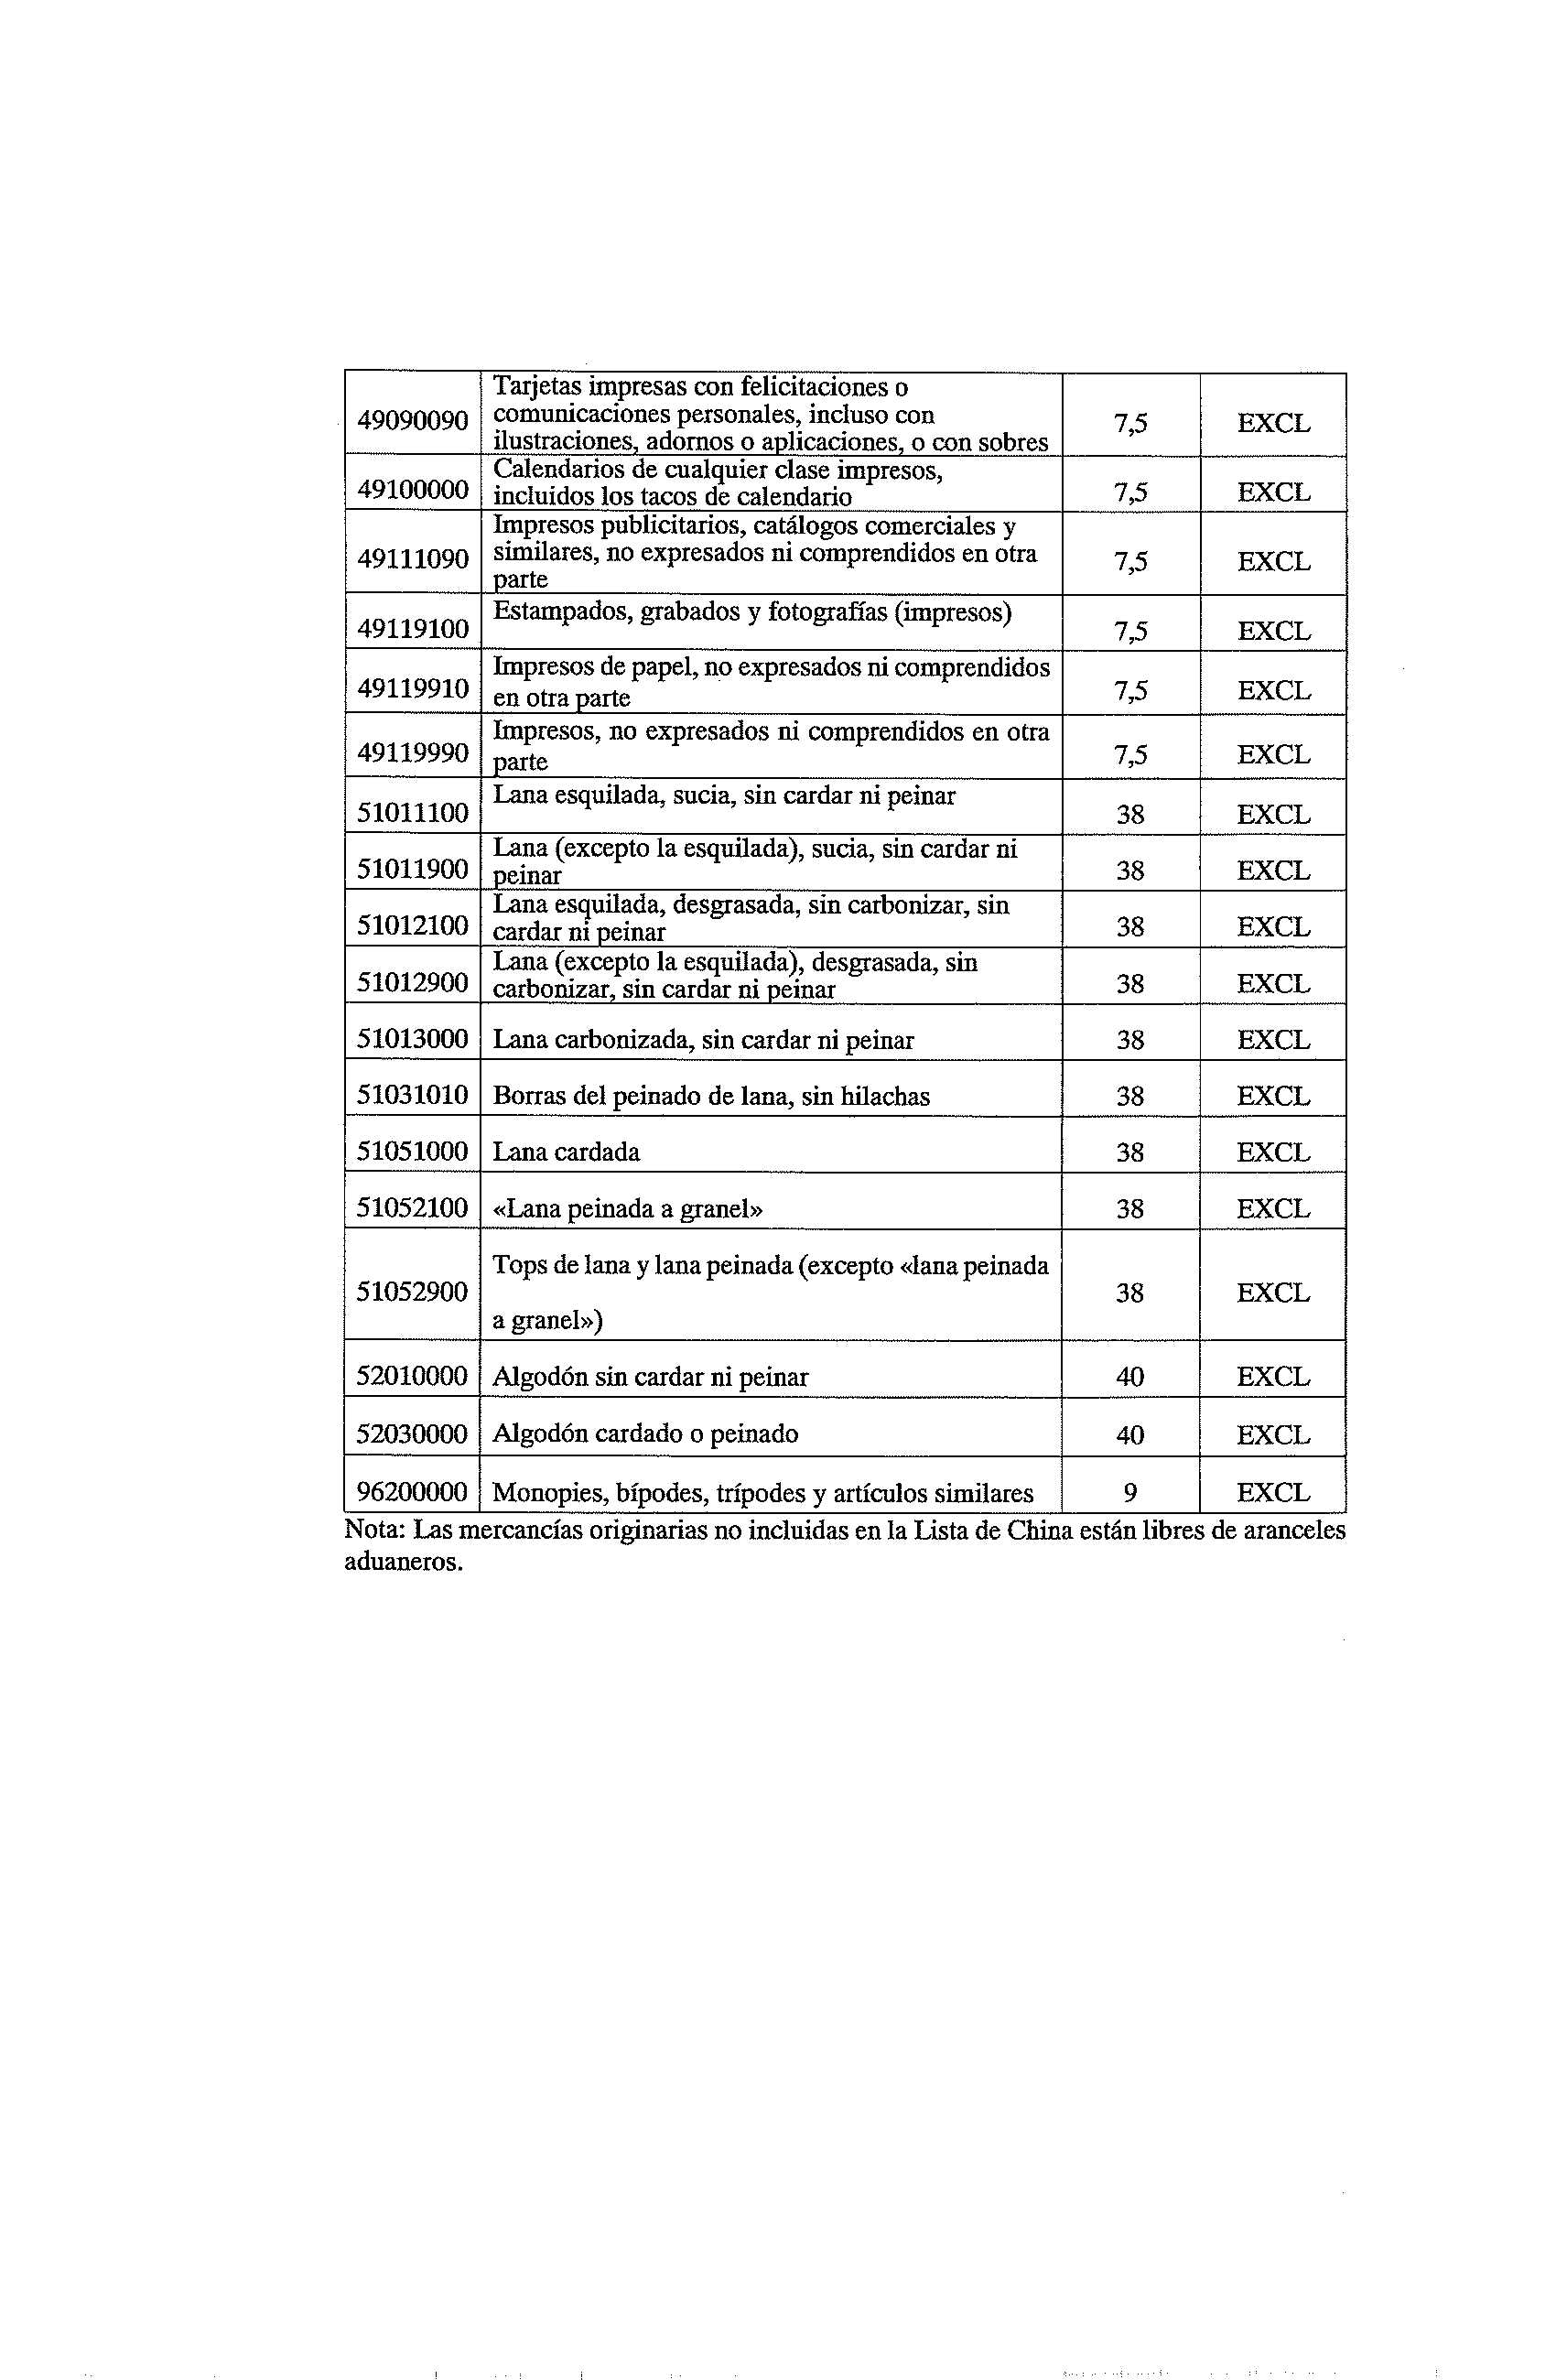 49090090 Tarjetas impresas con felicitaciones o
comunicaciones personales, incluso con
ilustraciones, adornos o aplicaciones, o con sobres 7,5 EXCL
49100000 Calendarios de cualquier clase impresos,
incluidos los tacos de calendario 7,5 EXCL
49111090 Impresos publicitarios, catálogos comerciales y
similares, no expresados ni comprendidos en otra
parte 7,5 EXCL
49119100 Estampados, grabados y fotografías (impresos) 7,5 EXCL
49119910 Impresos de papel, no expresados ni comprendidos
en otra parte 7,5 EXCL
49119990 Impresos, no expresados ni comprendidos en otra
parte 7,5 EXCL
51011100 Lana esquilada, sucia, sin cardar ni peinar 38 EXCL
51011900 Lana (excepto la esquilada), sucia, sin cardar ni
peinar 38 EXCL
51012100 Lana esquilada, desgrasada, sin carbonizar, sin
cardar ni peinar 38 EXCL
51012900 Lana (excepto la esquilada), desgrasada, sin
carbonizar, sin cardar ni peinar 38 EXCL
51013000 Lana carbonizada, sin cardar ni peinar 38 EXCL
51031010 Borras del peinado de lana, sin hilachas 38 EXCL
51051000 Lana cardada 38 EXCL
51052100 «Lana peinada a granel» 38 EXCL
51052900 Tops de lana y lana peinada (excepto «lana peinada
a granel») 38 EXCL
52010000 Algodón sin cardar ni peinar 40 EXCL
52030000 Algodón cardado o peinado 40 EXCL
96200000 Monopies, bípodes, trípodes y artículos similares 9 EXCL
Nota: Las mercancías originarias no incluidas en la Lista de China están libres de aranceles
aduaneros.